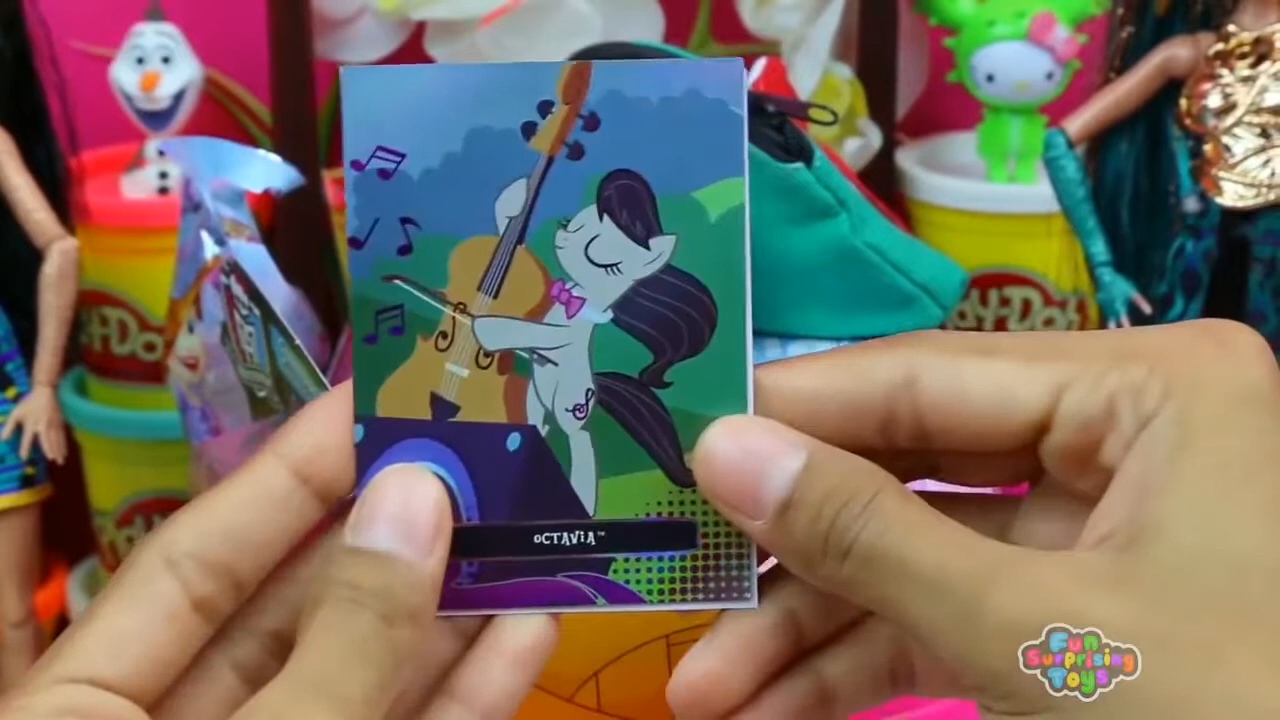 OCTAVIA™
Play-Doh
Play-Doh
Fun
Surprising
Toys